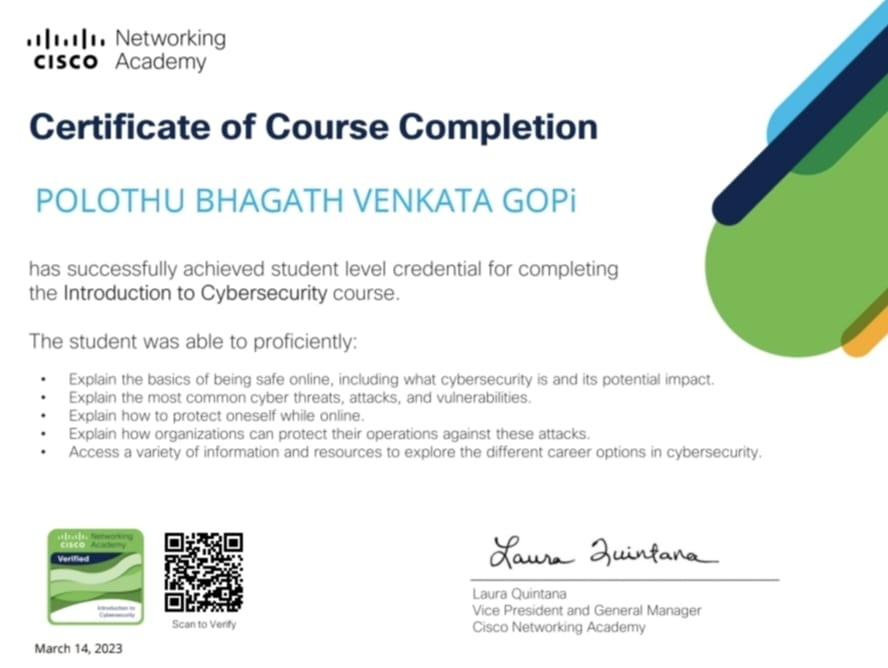 Networking
CISCO Academy
Certificate of Course Completion
POLOTHU BHAGATH VENKATA GOPi
has successfully achieved student level credential for completing
the Introduction to Cybersecurity course.
The student was able to proficiently:
• Explain the basics of being safe online, including what cybersecurity is and its potential impact.
• Explain the most common cyber threats, attacks, and vulnerabilities.
• Explain how to protect oneself while online.
• Explain how organizations can protect their operations against these attacks.
• Access a variety of information and resources to explore the different career options in cybersecurity.
Networking
CISCO Academy
Verified
Introduction to
Cybersecurity
Scan to Verify
March 14, 2023
Laura Quintana
Laura Quintana
Vice President and General Manager
Cisco Networking Academy